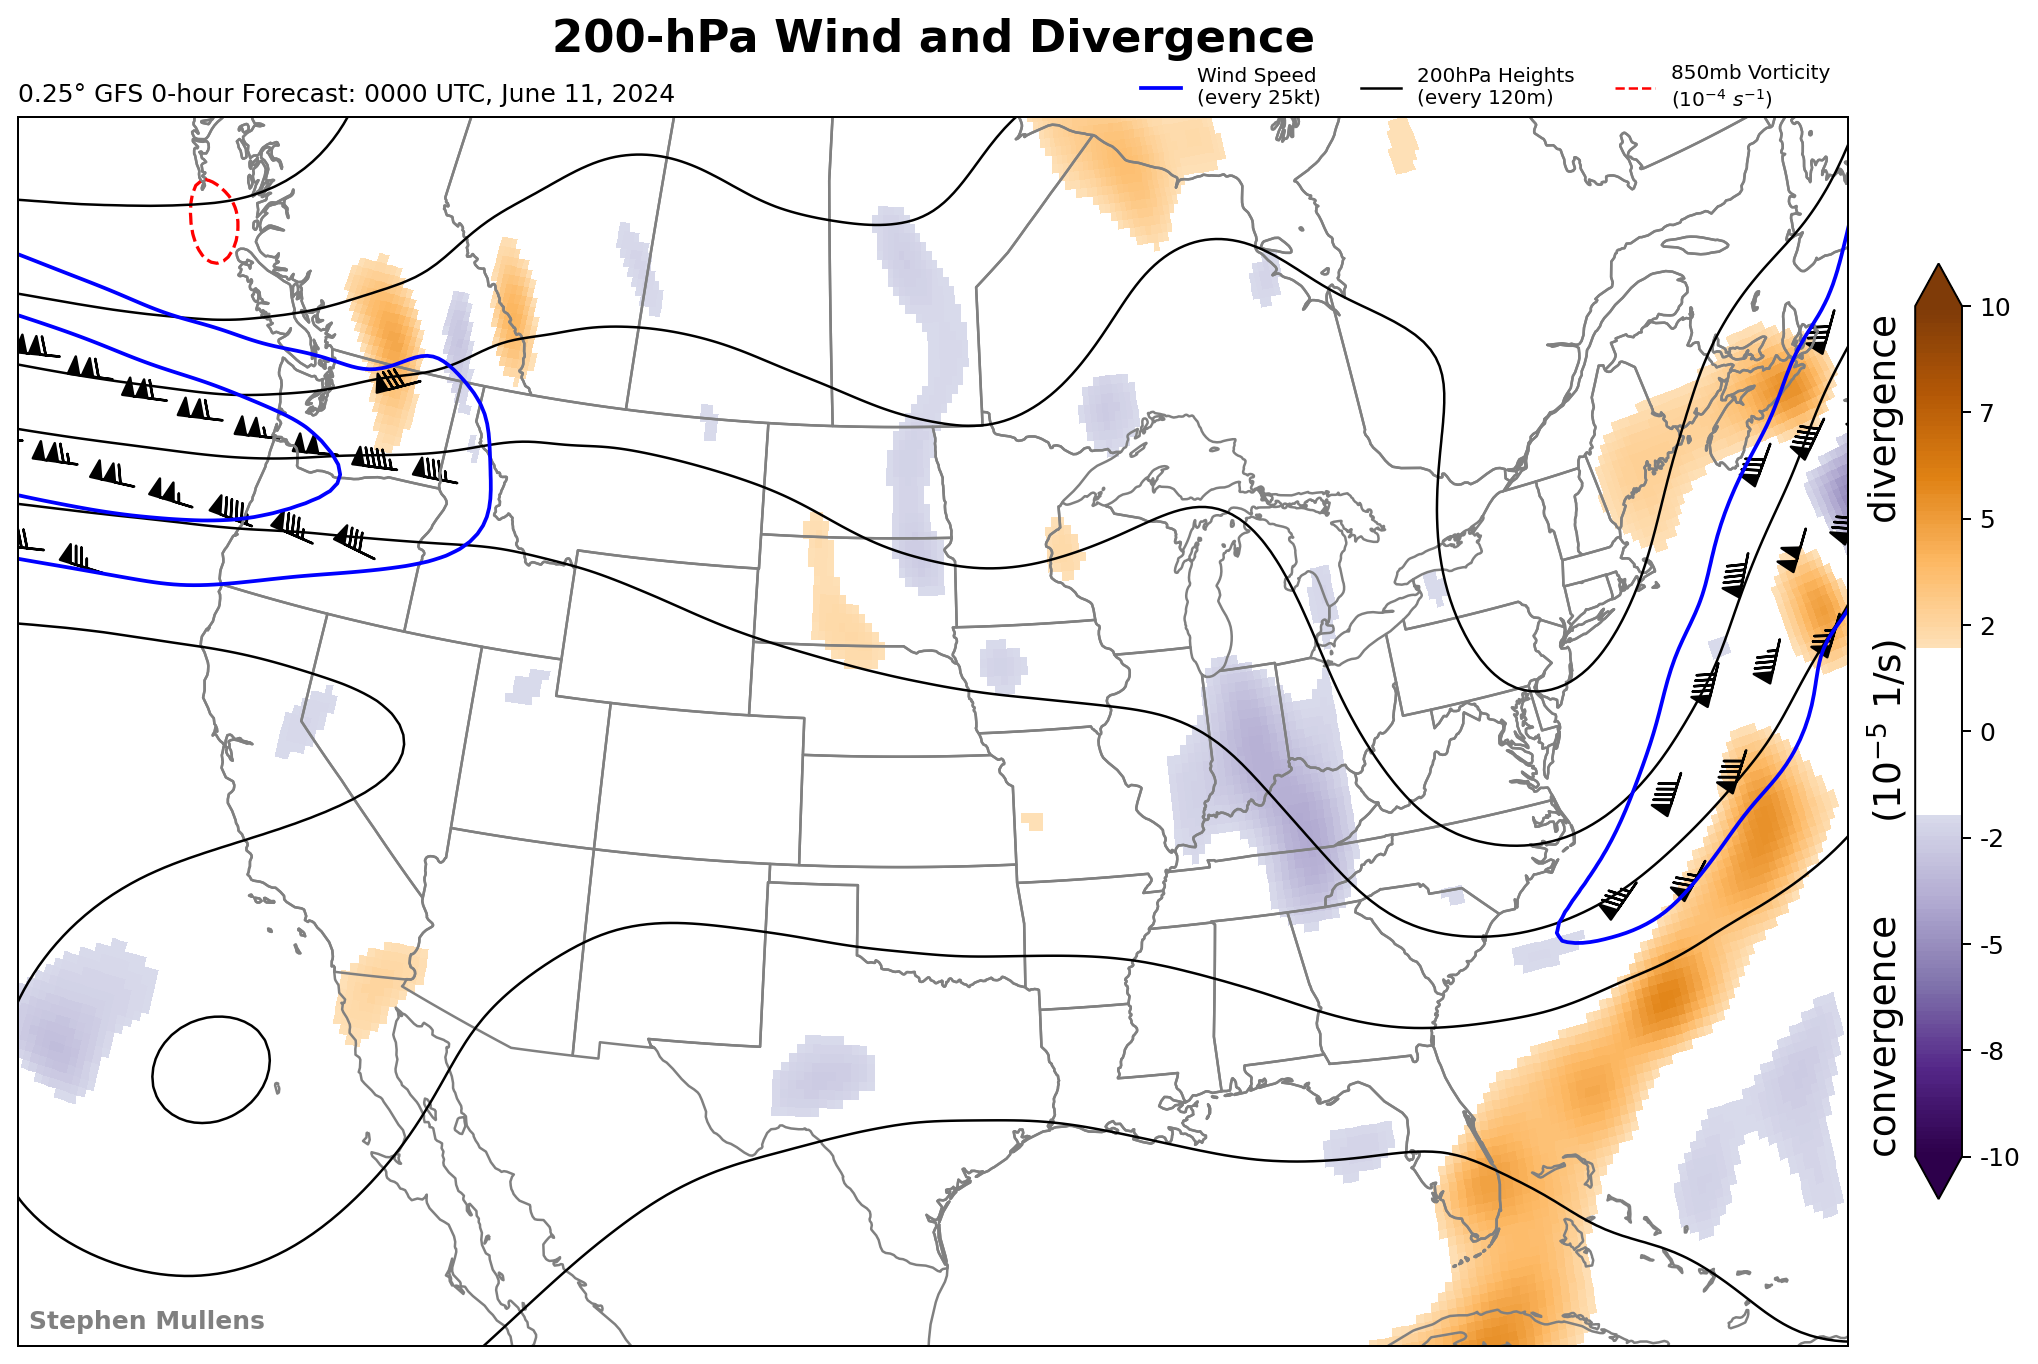 200-hPa Wind and Divergence
0.25° GFS 0-hour Forecast: 0000 UTC, June 11, 2024
Wind Speed
(every 25kt)
200hPa Heights
(every 120m)
850mb Vorticity
(10⁻⁴ s⁻¹)
10
7
5
2
0
-2
-5
-8
-10
convergence (10⁻⁵ 1/s) divergence
Stephen Mullens